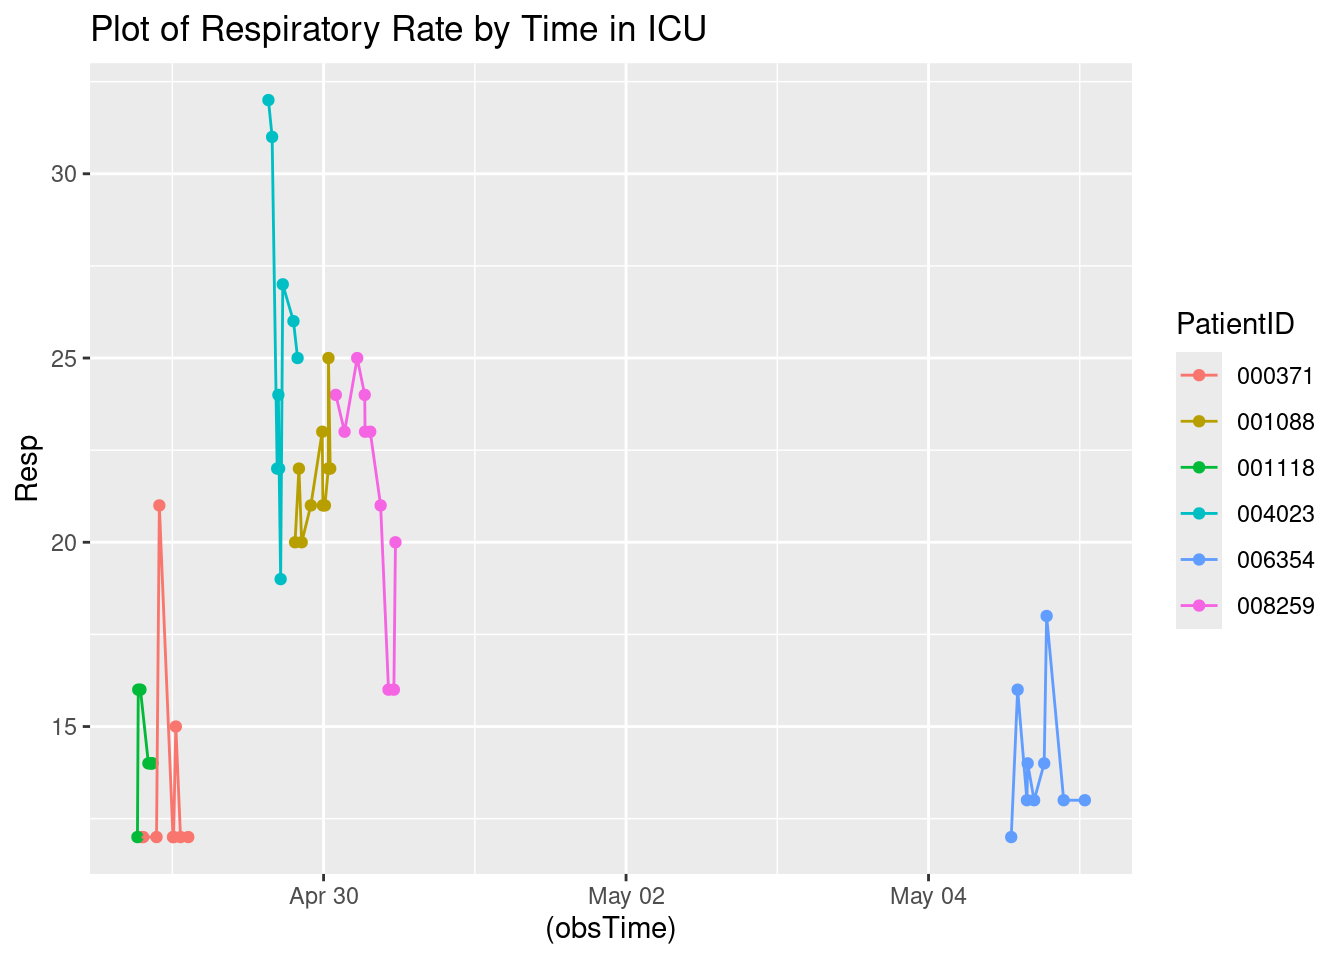 Plot of Respiratory Rate by Time in ICU
30
25
20
15
Resp
Apr 30
May 02
May 04
(obsTime)
PatientID
000371
001088
001118
004023
006354
008259